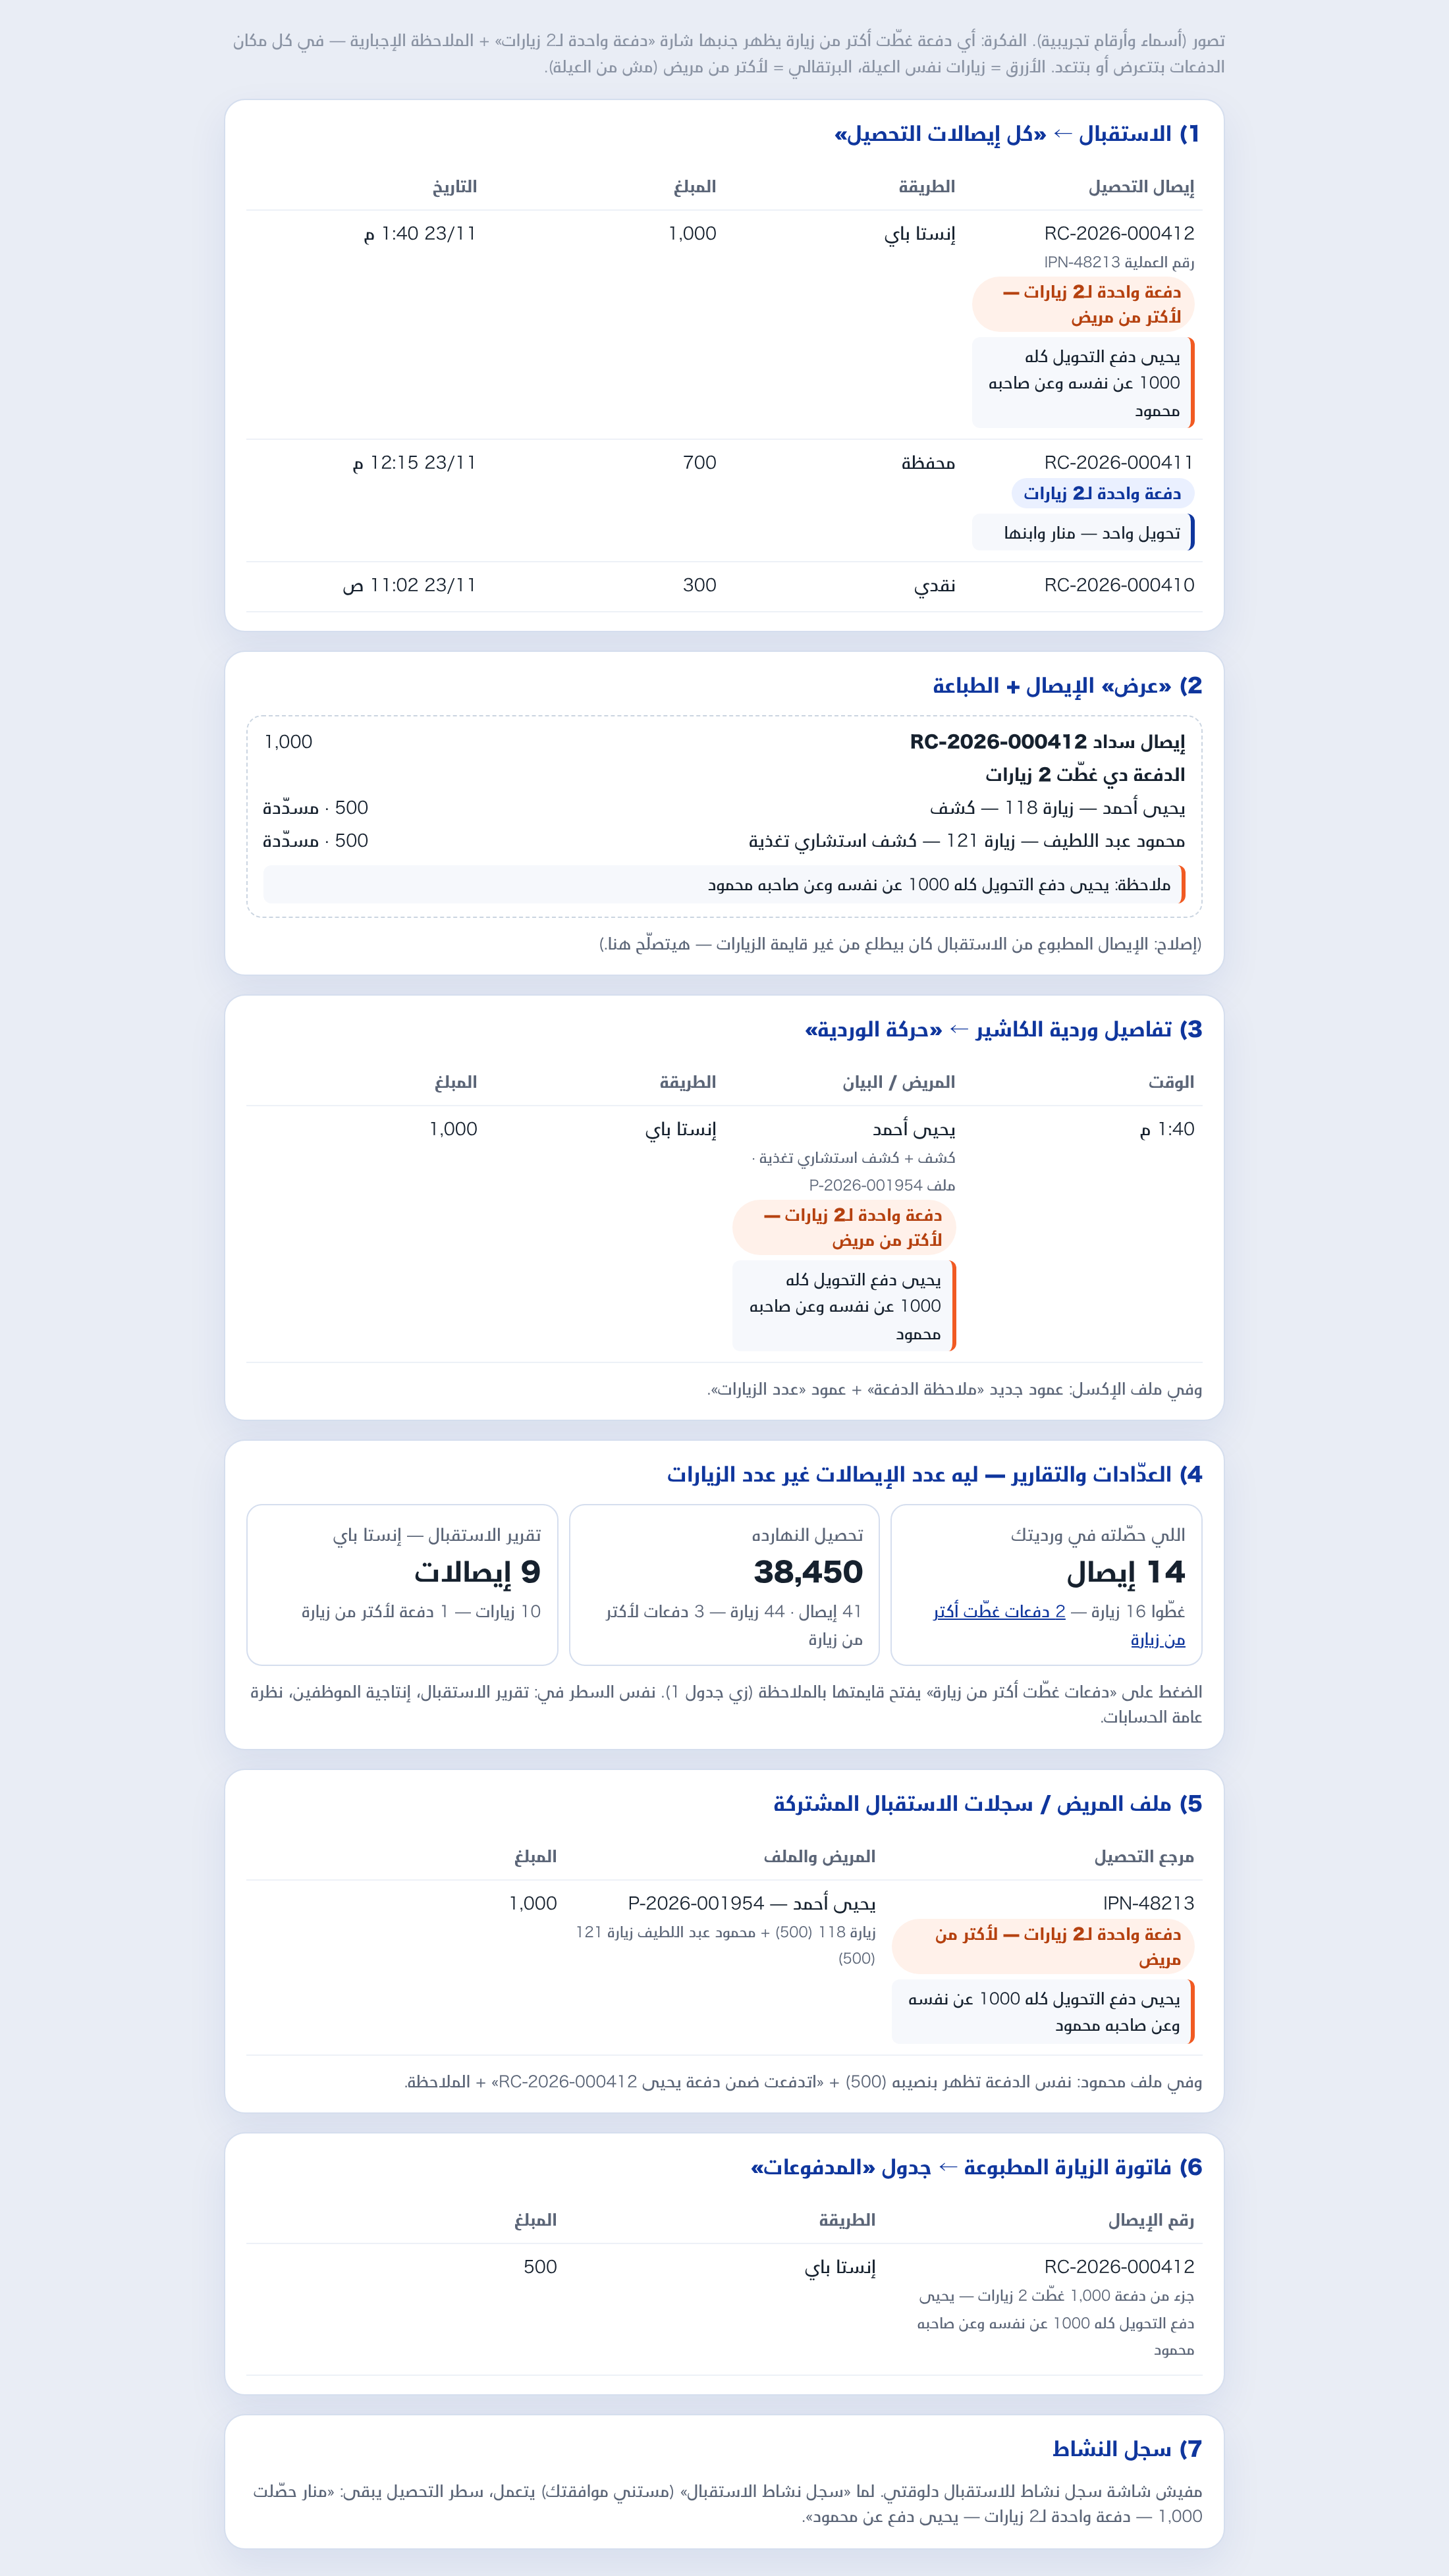 تصور (أسماء وأرقام تجريبية). الفكرة: أي دفعة غطّت أكتر من زيارة يظهر جنبها شارة «دفعة واحدة لـ2 زيارات» + الملاحظة الإجبارية — في كل مكان
الدفعات بتتعرض أو بتتعد. الأزرق = زيارات نفس العيلة، البرتقالي = لأكتر من مريض (مش من العيلة).
1) الاستقبال ← «كل إيصالات التحصيل»
إيصال التحصيل الطريقة المبلغ التاريخ
RC-2026-000412 إنستا باي 1,000 23/11 1:40 م
رقم العملية IPN-48213
دفعة واحدة لـ2 زيارات —
لأكتر من مريض
يحيى دفع التحويل كله
1000 عن نفسه وعن صاحبه
محمود
RC-2026-000411 محفظة 700 23/11 12:15 م
دفعة واحدة لـ2 زيارات
تحويل واحد — منار وابنها
RC-2026-000410 نقدي 300 23/11 11:02 ص
2) «عرض» الإيصال + الطباعة
إيصال سداد RC-2026-000412 1,000
الدفعة دي غطّت 2 زيارات
يحيى أحمد — زيارة 118 — كشف 500 · مسدّدة
محمود عبد اللطيف — زيارة 121 — كشف استشاري تغذية 500 · مسدّدة
ملاحظة: يحيى دفع التحويل كله 1000 عن نفسه وعن صاحبه محمود
(إصلاح: الإيصال المطبوع من الاستقبال كان بيطلع من غير قايمة الزيارات — هيتصلّح هنا.)
3) تفاصيل وردية الكاشير ← «حركة الوردية»
الوقت المريض / البيان الطريقة المبلغ
1:40 م يحيى أحمد إنستا باي 1,000
كشف + كشف استشاري تغذية ·
ملف P-2026-001954
دفعة واحدة لـ2 زيارات —
لأكتر من مريض
يحيى دفع التحويل كله
1000 عن نفسه وعن صاحبه
محمود
وفي ملف الإكسل: عمود جديد «ملاحظة الدفعة» + عمود «عدد الزيارات».
4) العدّادات والتقارير — ليه عدد الإيصالات غير عدد الزيارات
اللي حصّلته في ورديتك تحصيل النهارده تقرير الاستقبال — إنستا باي
14 إيصال 38,450 9 إيصالات
غطّوا 16 زيارة — 2 دفعات غطّت أكتر 41 إيصال · 44 زيارة — 3 دفعات لأكتر 10 زيارات — 1 دفعة لأكتر من زيارة
من زيارة من زيارة
الضغط على «دفعات غطّت أكتر من زيارة» يفتح قايمتها بالملاحظة (زي جدول 1). نفس السطر في: تقرير الاستقبال، إنتاجية الموظفين، نظرة
عامة الحسابات.
5) ملف المريض / سجلات الاستقبال المشتركة
مرجع التحصيل المريض والملف المبلغ
IPN-48213 يحيى أحمد — P-2026-001954 1,000
دفعة واحدة لـ2 زيارات — لأكتر من زيارة 118 (500) + محمود عبد اللطيف زيارة 121
مريض (500)
يحيى دفع التحويل كله 1000 عن نفسه
وعن صاحبه محمود
وفي ملف محمود: نفس الدفعة تظهر بنصيبه (500) + «اتدفعت ضمن دفعة يحيى RC-2026-000412» + الملاحظة.
6) فاتورة الزيارة المطبوعة ← جدول «المدفوعات»
رقم الإيصال الطريقة المبلغ
RC-2026-000412 إنستا باي 500
جزء من دفعة 1,000 غطّت 2 زيارات — يحيى
دفع التحويل كله 1000 عن نفسه وعن صاحبه
محمود
7) سجل النشاط
مفيش شاشة سجل نشاط للاستقبال دلوقتي. لما «سجل نشاط الاستقبال» (مستني موافقتك) يتعمل، سطر التحصيل يبقى: «منار حصّلت
1,000 — دفعة واحدة لـ2 زيارات — يحيى دفع عن محمود».